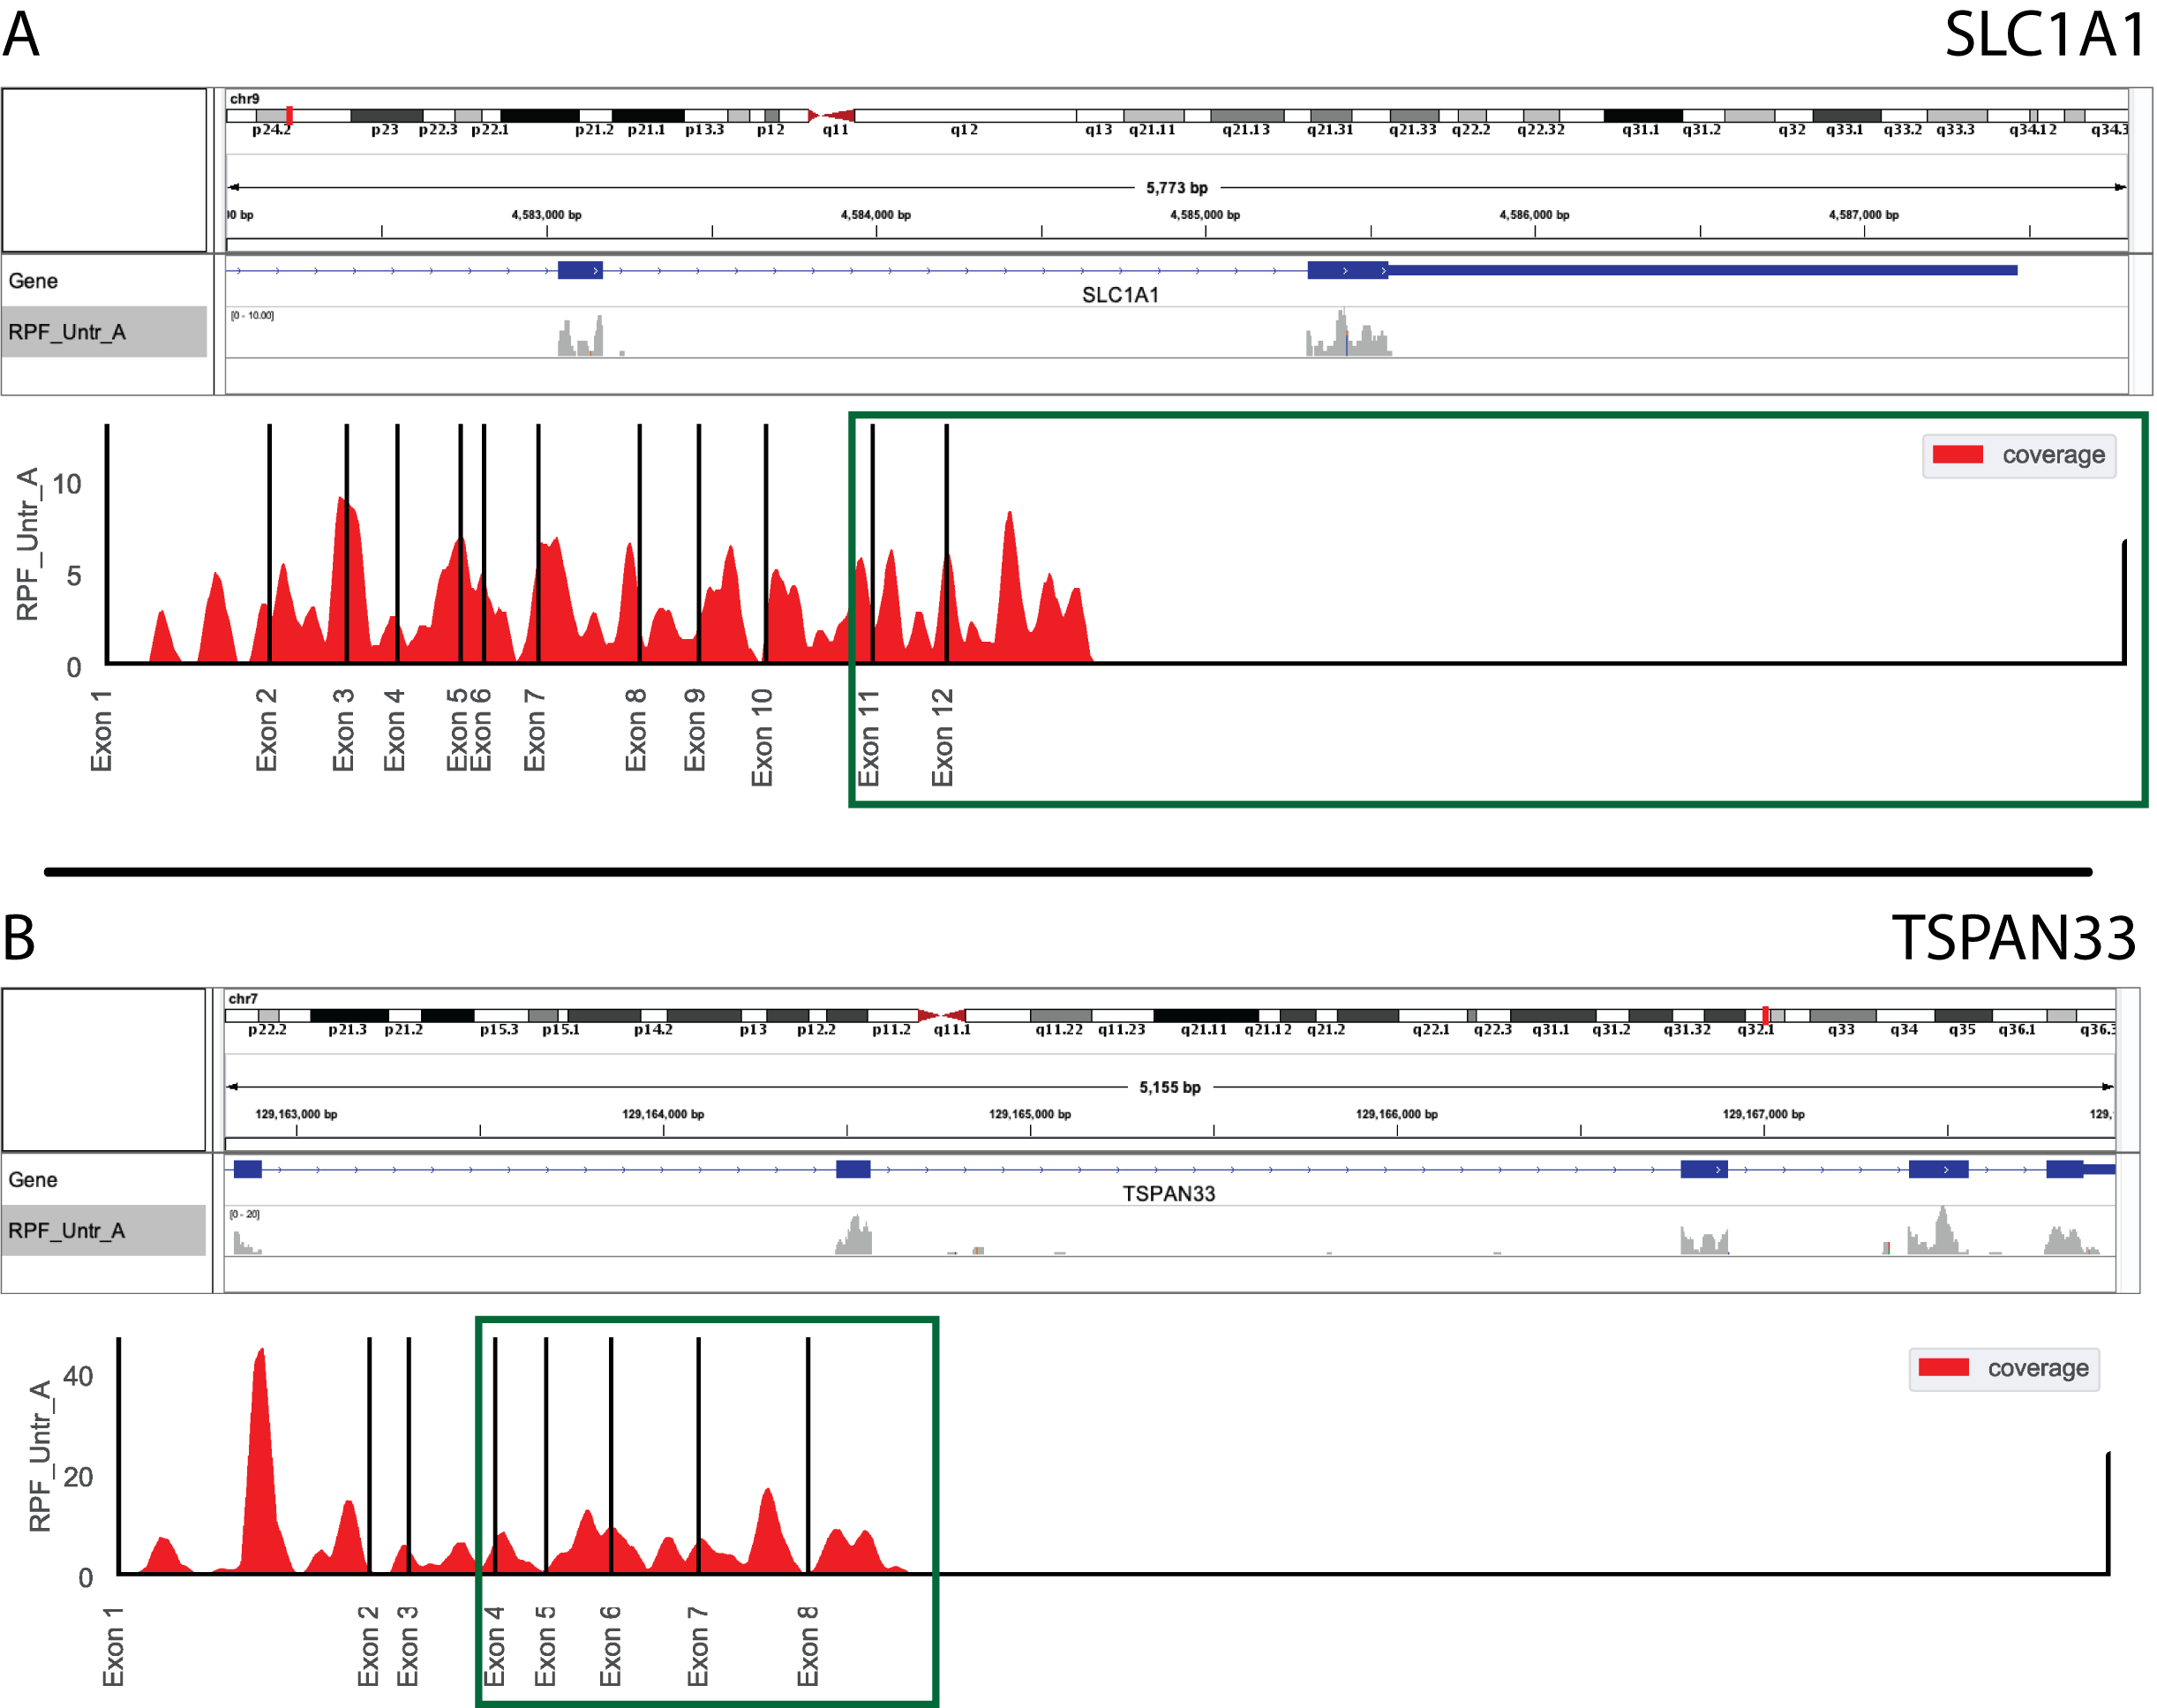 A
SLC1A1
chr9
p24.2 p23 p22.3 p22.1 p21.2 p21.1 p13.3 p12 q11 q12 q13 q21.11 q21.13 q21.31 q21.33 q22.2 q22.32 q31.1 q31.2 q32 q33.1 q33.2 q33.3 q34.12 q34.3
5,773 bp
00 bp 4,583,000 bp 4,584,000 bp 4,585,000 bp 4,586,000 bp 4,587,000 bp
Gene
SLC1A1
[0 - 10.00]
RPF_Untr_A
RPF_Untr_A
10
5
0
coverage
Exon 1
Exon 2
Exon 3
Exon 4
Exon 5
Exon 6
Exon 7
Exon 8
Exon 9
Exon 10
Exon 11
Exon 12
B
TSPAN33
chr7
p22.2 p21.3 p21.2 p15.3 p15.1 p14.2 p13 p12.2 p11.2 q11.1 q11.22 q11.23 q21.11 q21.12 q21.2 q22.1 q22.3 q31.1 q31.2 q31.32 q32.1 q33 q34 q35 q36.1 q36.3
5,155 bp
129,163,000 bp 129,164,000 bp 129,165,000 bp 129,166,000 bp 129,167,000 bp 129,
Gene
TSPAN33
[0 - 20]
RPF_Untr_A
RPF_Untr_A
40
20
0
coverage
Exon 1
Exon 2
Exon 3
Exon 4
Exon 5
Exon 6
Exon 7
Exon 8